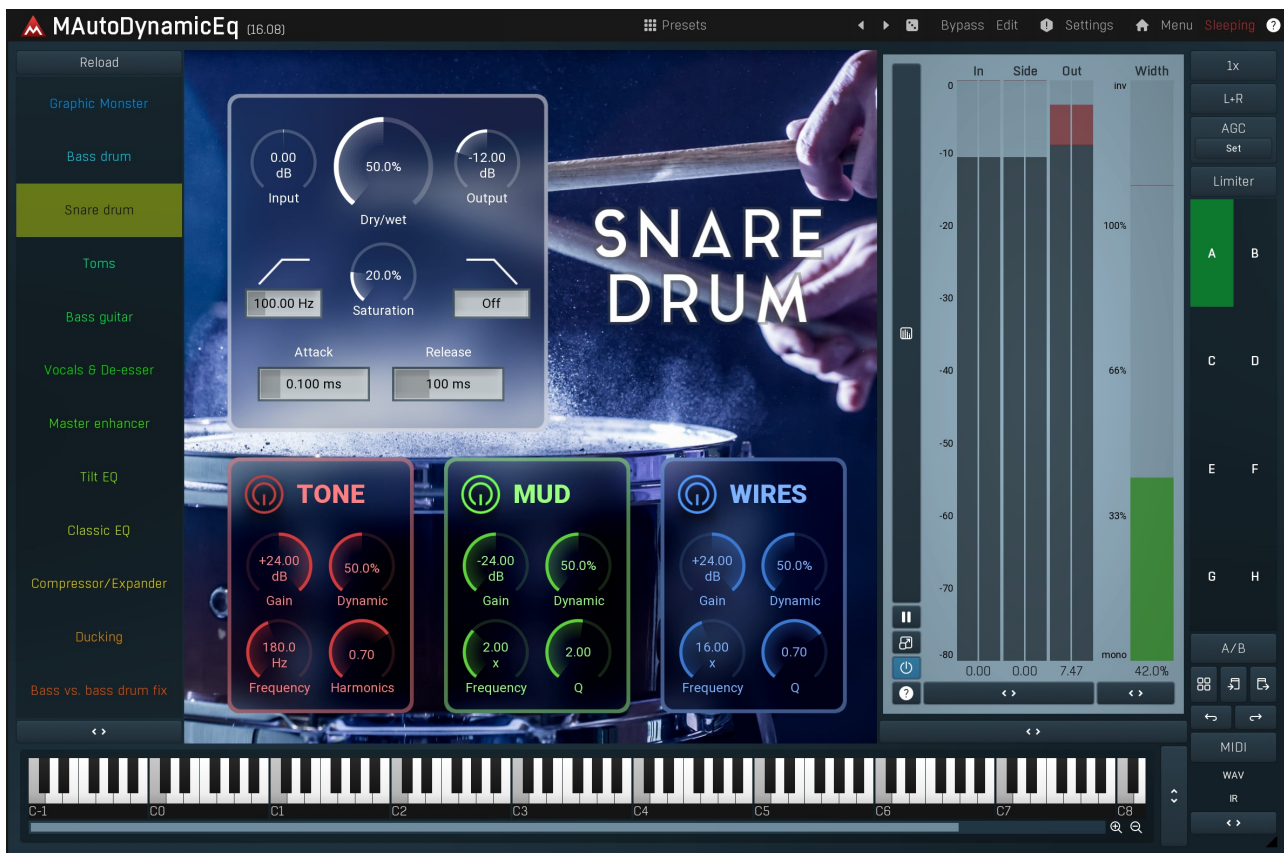 MAutoDynamicEq (16.08)
Presets
Bypass Edit Settings Menu Sleeping ?
Reload
Graphic Monster
Bass drum
Snare drum
Toms
Bass guitar
Vocals & De-esser
Master enhancer
Tilt EQ
Classic EQ
Compressor/Expander
Ducking
Bass vs. bass drum fix
0.00 dB
Input
50.0%
Dry/wet
-12.00 dB
Output
100.00 Hz
20.0%
Saturation
Off
Attack
0.100 ms
Release
100 ms
SNARE
DRUM
TONE
+24.00 dB
Gain
50.0%
Dynamic
180.0 Hz
Frequency
0.70
Harmonics
MUD
-24.00 dB
Gain
50.0%
Dynamic
2.00 x
Frequency
2.00
Q
WIRES
+24.00 dB
Gain
50.0%
Dynamic
16.00 x
Frequency
0.70
Q
In Side Out Width
0
-10
-20
-30
-40
-50
-60
-70
-80
inv
100%
66%
33%
mono
0.00 0.00 7.47 42.0%
?
1x
L+R
AGC
Set
Limiter
A B
C D
E F
G H
A/B
MIDI
WAV
IR
C-1 C0 C1 C2 C3 C4 C5 C6 C7 C8